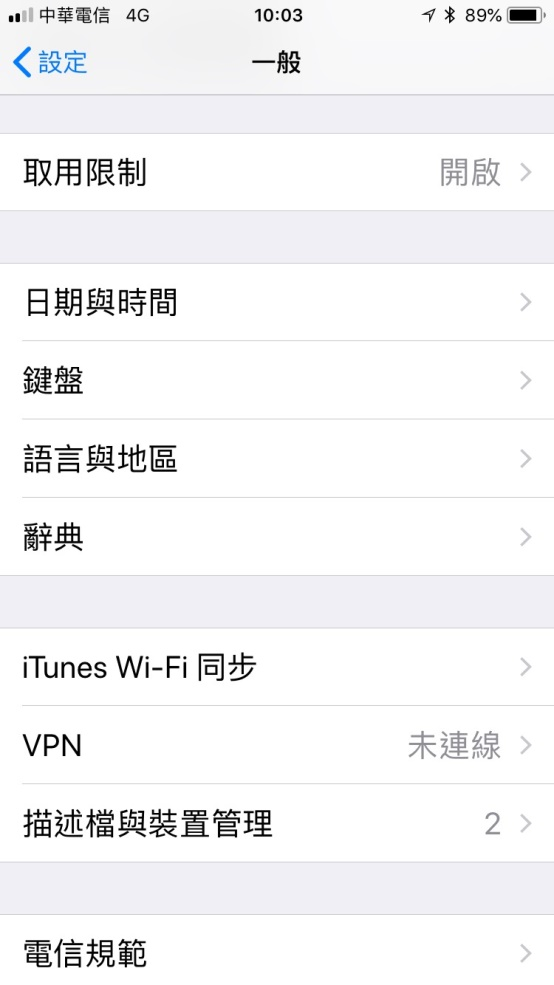 中華電信 4G 10:03 89%
設定 一般
取用限制 開啟
日期與時間
鍵盤
語言與地區
辭典
iTunes Wi-Fi 同步
VPN 未連線
描述檔與裝置管理 2
電信規範